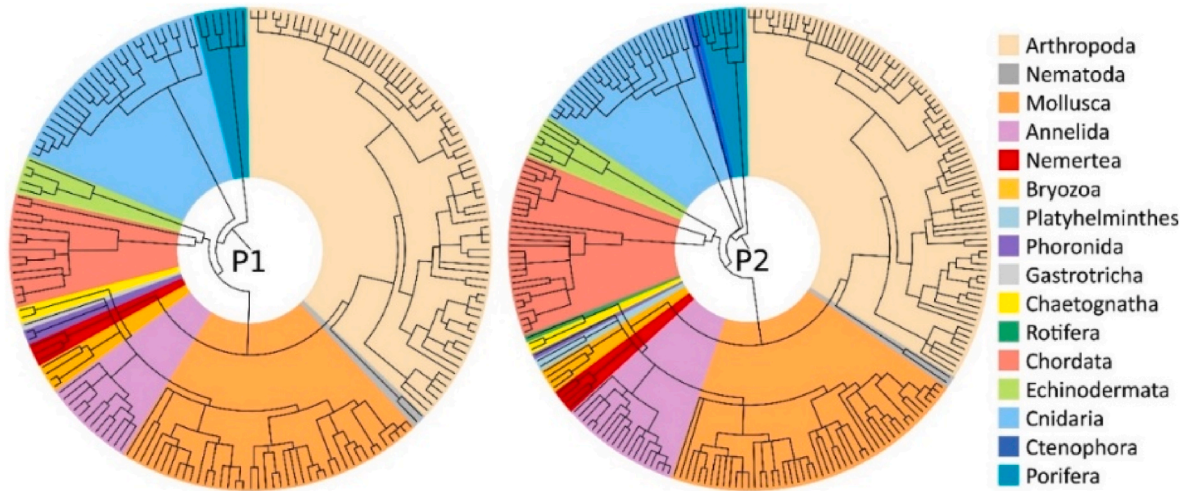 P1
P2
Arthropoda
Nematoda
Mollusca
Annelida
Nemertea
Bryozoa
Platyhelminthes
Phoronida
Gastrotricha
Chaetognatha
Rotifera
Chordata
Echinodermata
Cnidaria
Ctenophora
Porifera